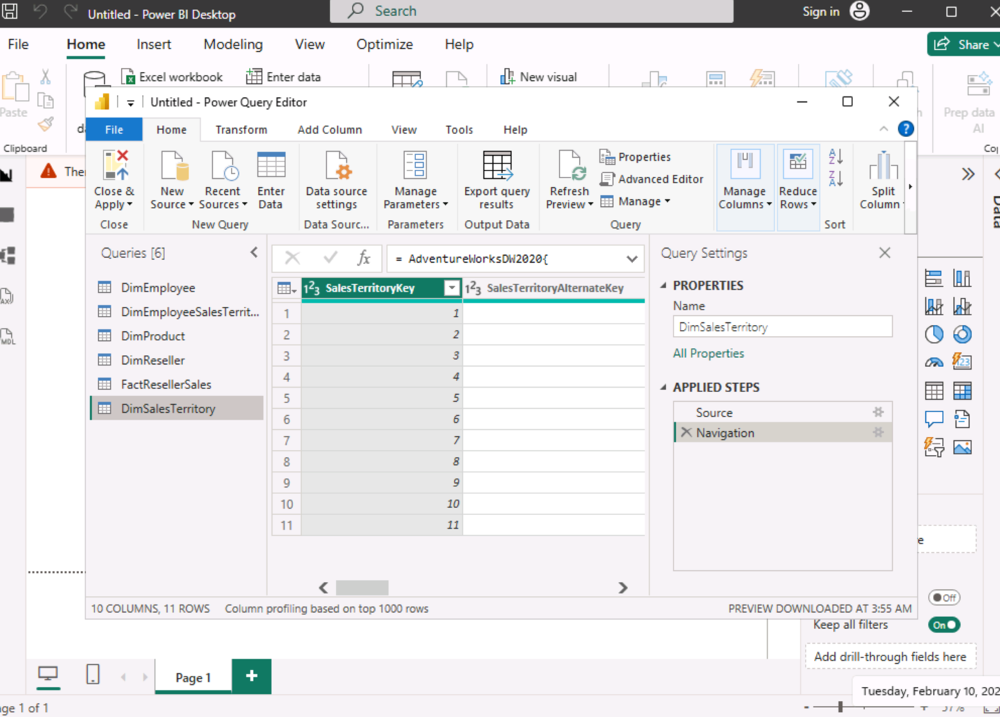 Untitled - Power BI Desktop
Search
Sign in
File
Home
Insert
Modeling
View
Optimize
Help
Share
Paste
Excel workbook
Enter data
New visual
Prep data
AI
Clipboard
Untitled - Power Query Editor
File
Home
Transform
Add Column
View
Tools
Help
Close &
Apply
New
Source
Recent
Sources
Enter
Data
Data source
settings
Manage
Parameters
Export query
results
Refresh
Preview
Properties
Advanced Editor
Manage
Manage
Columns
Reduce
Rows
Split
Column
Close
New Query
Data Sourc...
Parameters
Output Data
Query
Sort
Data
MDL
Queries [6]
DimEmployee
DimEmployeeSalesTerrit...
DimProduct
DimReseller
FactResellerSales
DimSalesTerritory
fx
= AdventureWorksDW2020{
1²3 SalesTerritoryKey
1²3 SalesTerritoryAlternateKey
1 1
2 2
3 3
4 4
5 5
6 6
7 7
8 8
9 9
10 10
11 11
Query Settings
PROPERTIES
Name
DimSalesTerritory
All Properties
APPLIED STEPS
Source
Navigation
123
10 COLUMNS, 11 ROWS
Column profiling based on top 1000 rows
PREVIEW DOWNLOADED AT 3:55 AM
Off
Keep all filters
On
Add drill-through fields here
Page 1
Tuesday, February 10, 202
age 1 of 1